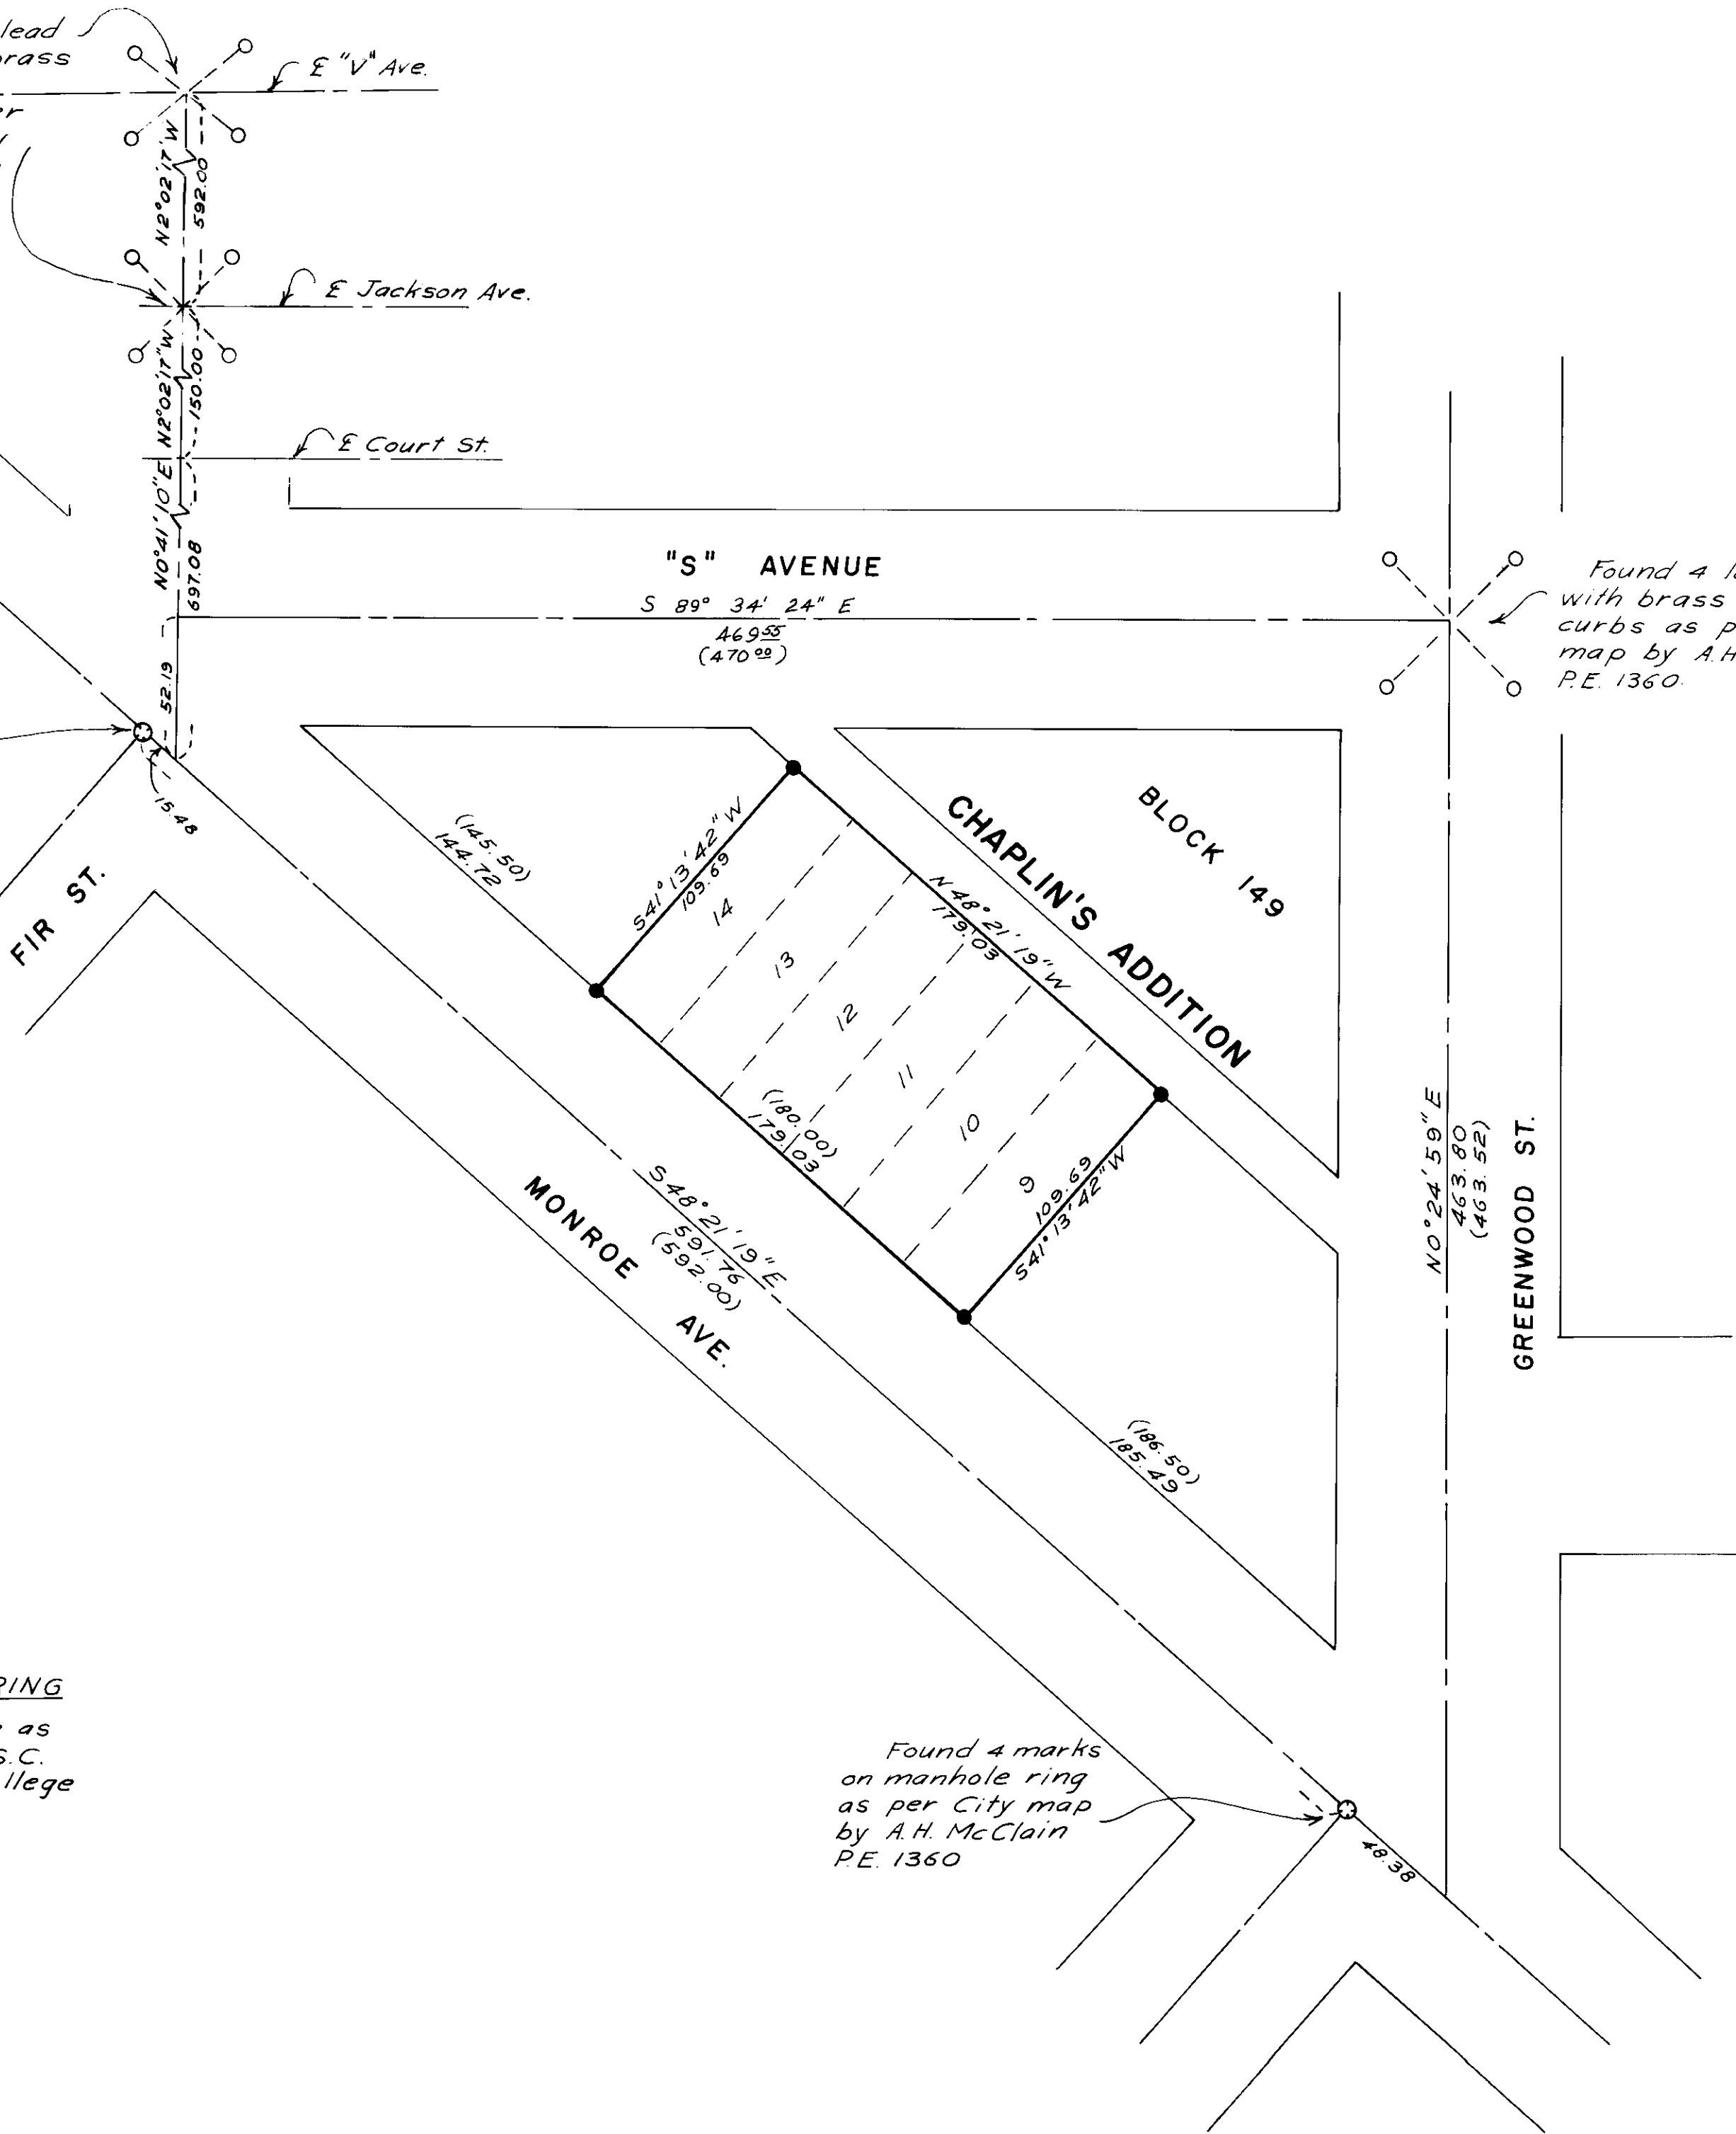 lead
er
℄ "V" Ave.
N2°02'17"W
592.00
℄ Jackson Ave.
N2°02'17"W
150.00
℄ Court St.
N0°41'10"E
697.08
"S" AVENUE
S 89° 34' 24" E
469.55
(470.00)
Found 4 l
with brass
curbs as p
map by A.H
P.E. 1360.
52.19
15.48
FIR ST.
(145.50)
144.72
S41°13'42"W
109.69
14
13
12
11
10
9
N48°21'19"W
179.03
CHAPLIN'S ADDITION
BLOCK 149
(180.00)
179.03
109.69
S41°13'42"W
S48°21'19"E
591.76
(592.00)
MONROE AVE.
N0°24'59"E
463.80
(463.52)
GREENWOOD ST.
(186.50)
185.49
RING
as
S.C.
llege
Found 4 marks
on manhole ring
as per City map
by A.H. McClain
P.E. 1360
48.38